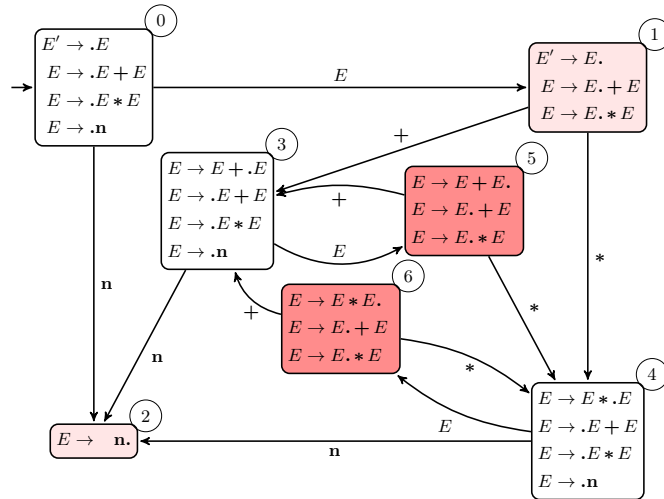 0
E′ → .E
E → .E + E
E → .E * E
E → .n
E
1
E′ → E.
E → E. + E
E → E. * E
+
3
E → E + .E
E → .E + E
E → .E * E
E → .n
5
E → E + E.
E → E. + E
E → E. * E
+
E
*
n
6
E → E * E.
E → E. + E
E → E. * E
+
*
*
n
4
E → E * .E
E → .E + E
E → .E * E
E → .n
E
2
E → n.
n